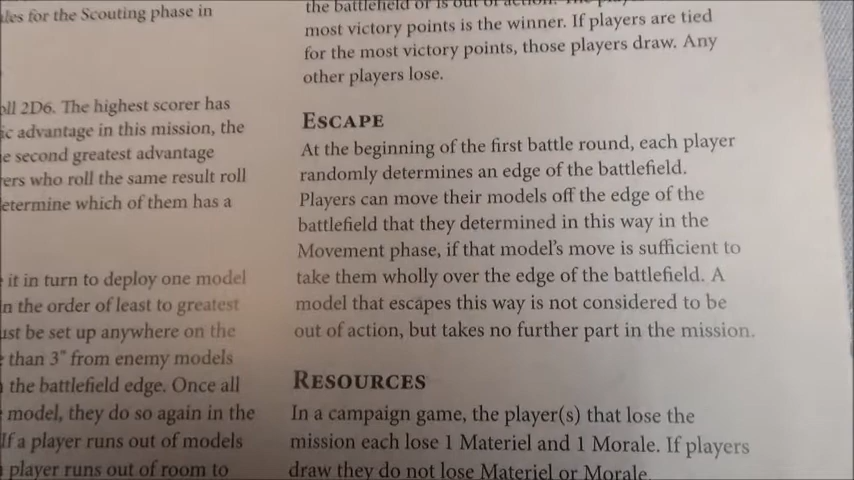 ules for the Scouting phase in
oll 2D6. The highest scorer has
ic advantage in this mission, the
e second greatest advantage
ers who roll the same result roll
etermine which of them has a
it in turn to deploy one model
n the order of least to greatest
ust be set up anywhere on the
than 3" from enemy models
the battlefield edge. Once all
model, they do so again in the
If a player runs out of models
player runs out of room to
the battlefield or is out of action.
most victory points is the winner. If players are tied
for the most victory points, those players draw. Any
other players lose.
ESCAPE
At the beginning of the first battle round, each player
randomly determines an edge of the battlefield.
Players can move their models off the edge of the
battlefield that they determined in this way in the
Movement phase, if that model's move is sufficient to
take them wholly over the edge of the battlefield. A
model that escapes this way is not considered to be
out of action, but takes no further part in the mission.
RESOURCES
In a campaign game, the player(s) that lose the
mission each lose 1 Materiel and 1 Morale. If players
draw they do not lose Materiel or Morale.